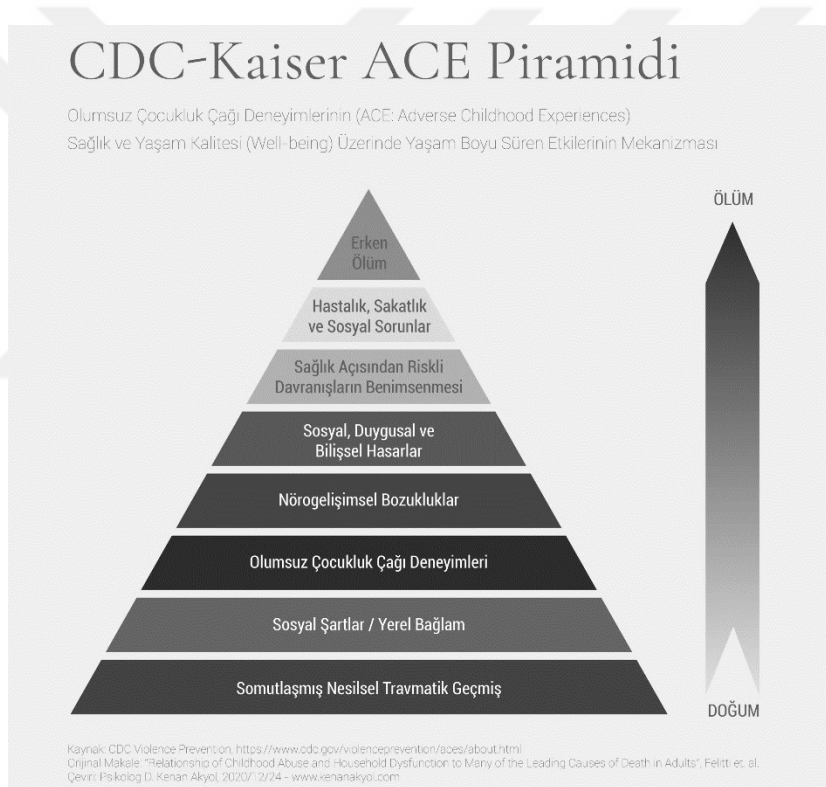 CDC-Kaiser ACE Piramidi
Olumsuz Çocukluk Çağı Deneyimlerinin (ACE: Adverse Childhood Experiences)
Sağlık ve Yaşam Kalitesi (Well-being) Üzerinde Yaşam Boyu Süren Etkilerinin Mekanizması
ÖLÜM
Erken
Ölüm
Hastalık, Sakatlık
ve Sosyal Sorunlar
Sağlık Açısından Riskli
Davranışların Benimsenmesi
Sosyal, Duygusal ve
Bilişsel Hasarlar
Nörogelişimsel Bozukluklar
Olumsuz Çocukluk Çağı Deneyimleri
Sosyal Şartlar / Yerel Bağlam
Somutlaşmış Nesilsel Travmatik Geçmiş
DOĞUM
Kaynak: CDC Violence Prevention, https://www.cdc.gov/violenceprevention/aces/about.html
Orijinal Makale: "Relationship of Childhood Abuse and Household Dysfunction to Many of the Leading Causes of Death in Adults", Felitti et. al.
Çeviri: Psikolog D. Kenan Akyol, 2020/12/24 - www.kenanakyol.com